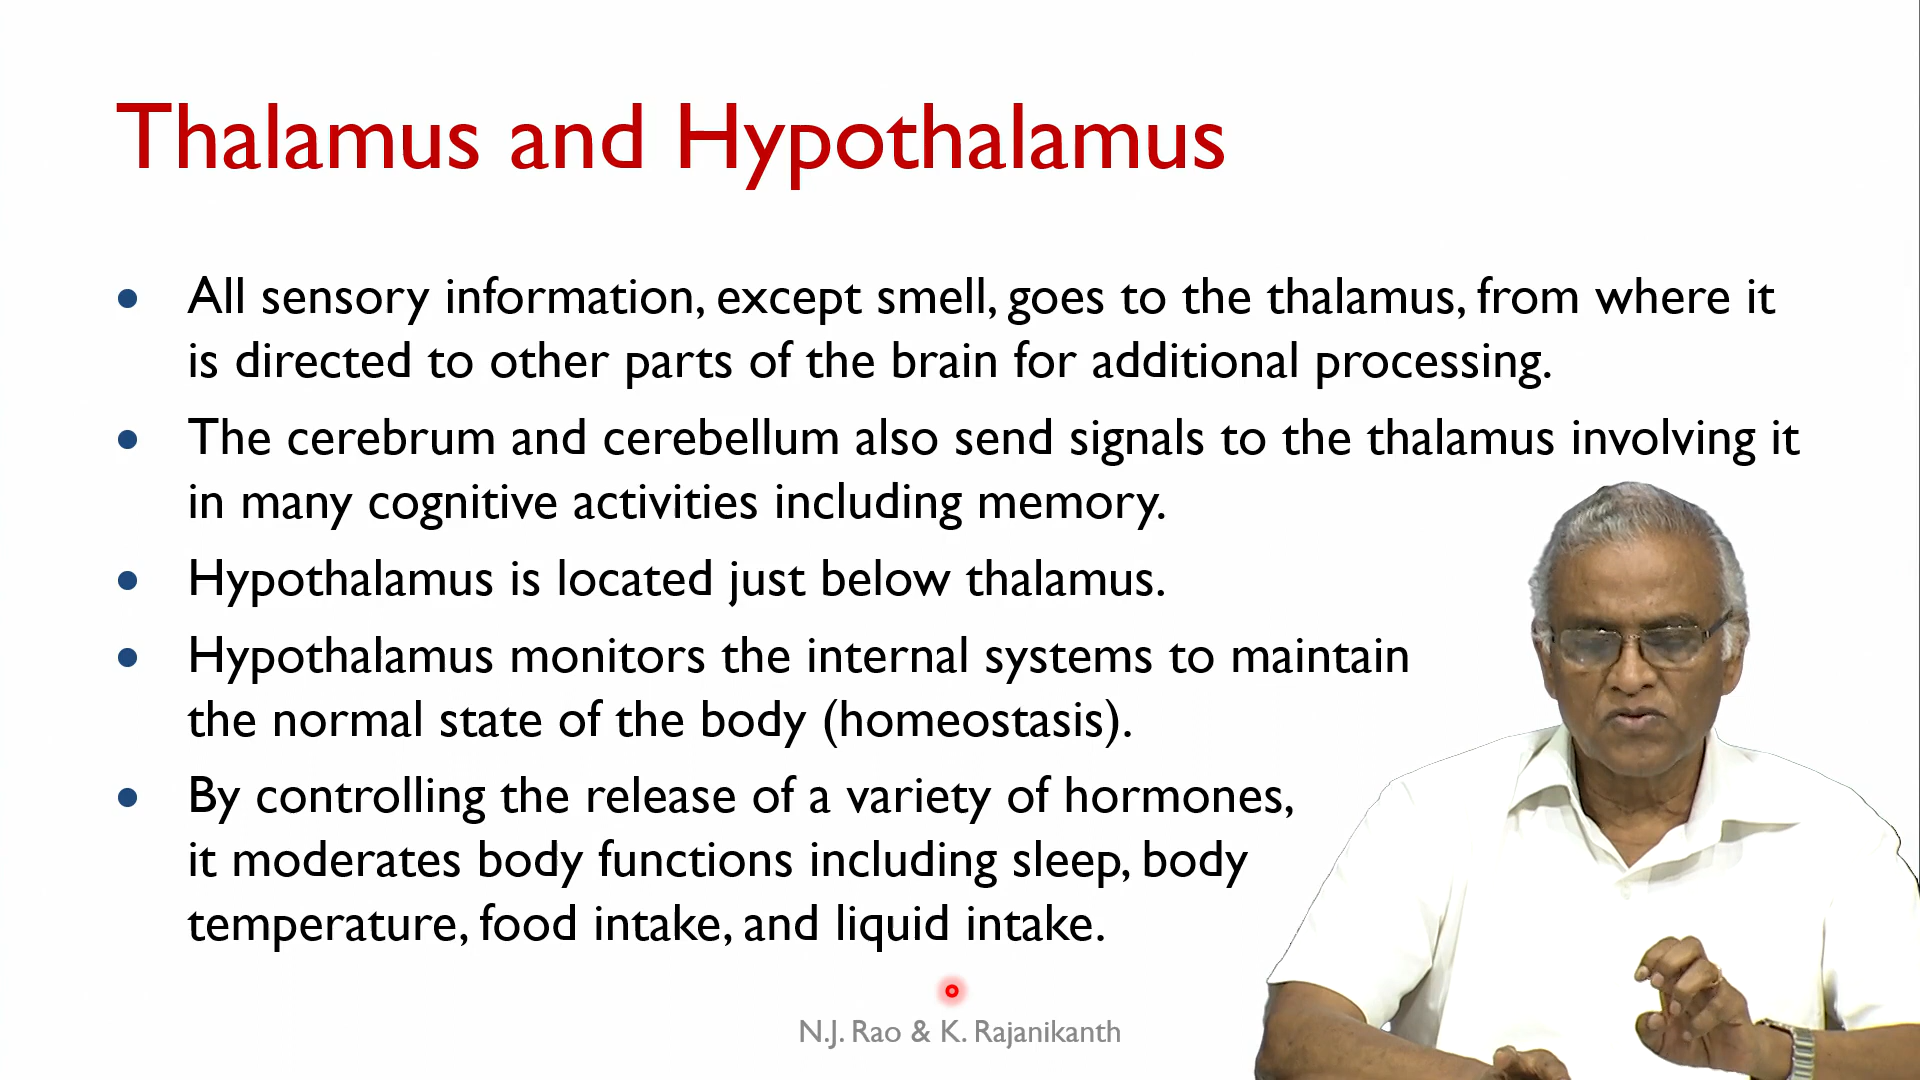 Thalamus and Hypothalamus
• All sensory information, except smell, goes to the thalamus, from where it
is directed to other parts of the brain for additional processing.
• The cerebrum and cerebellum also send signals to the thalamus involving it
in many cognitive activities including memory.
• Hypothalamus is located just below thalamus.
• Hypothalamus monitors the internal systems to maintain
the normal state of the body (homeostasis).
• By controlling the release of a variety of hormones,
it moderates body functions including sleep, body
temperature, food intake, and liquid intake.
N.J. Rao & K. Rajanikanth